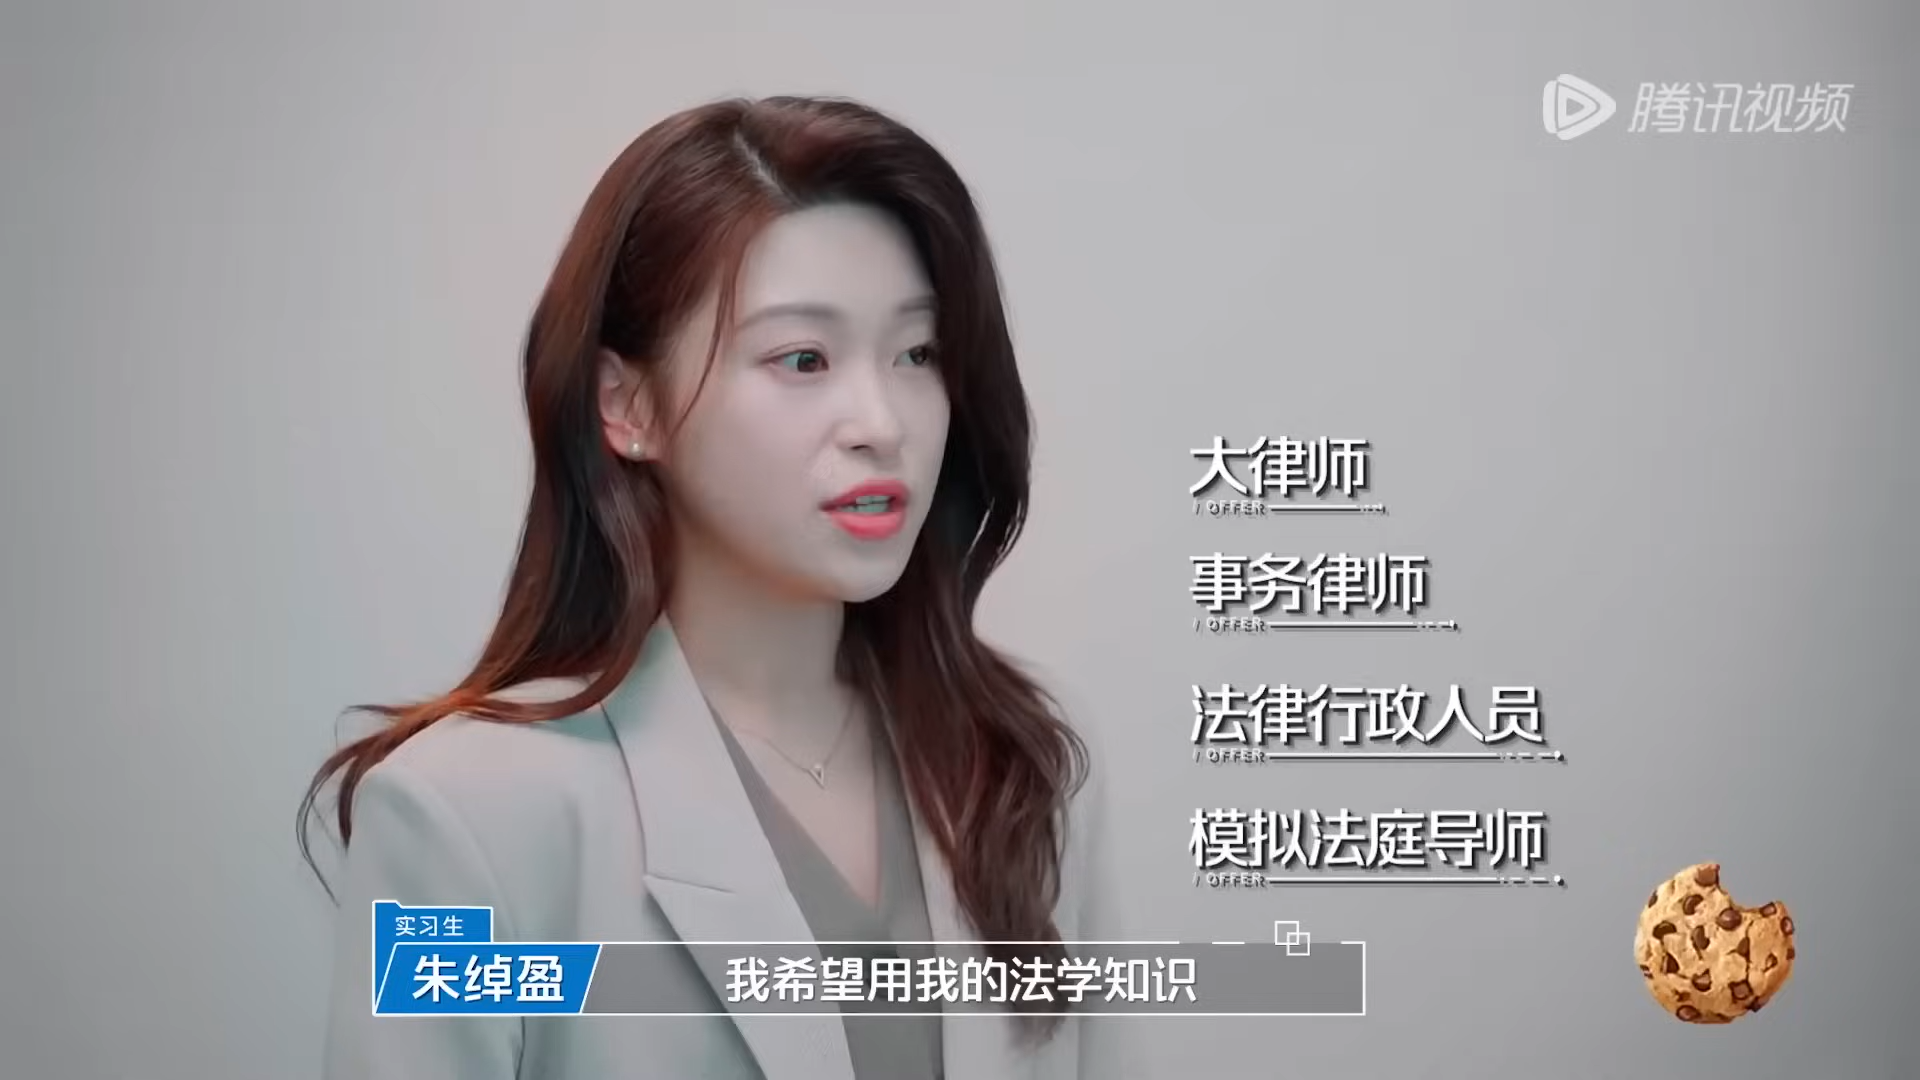 腾讯视频
大律师
/ OFFER
事务律师
/ OFFER
法律行政人员
/ OFFER
模拟法庭导师
/ OFFER
实习生
朱绰盈
我希望用我的法学知识